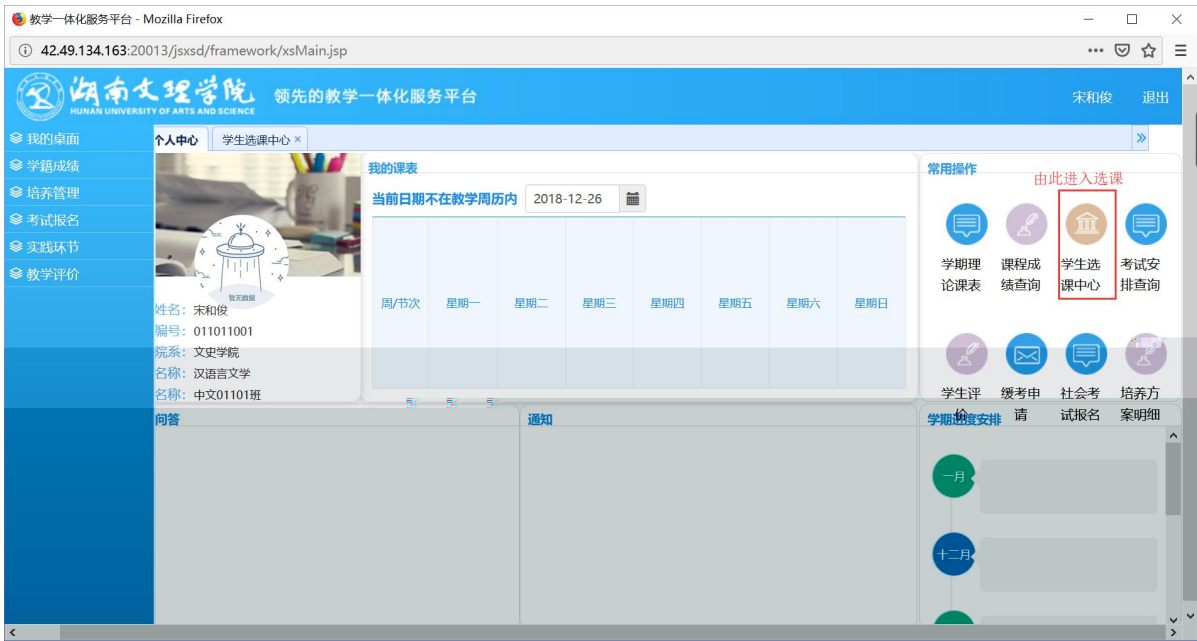 教学一体化服务平台 - Mozilla Firefox
42.49.134.163:20013/jsxsd/framework/xsMain.jsp
湖南文理学院
HUNAN UNIVERSITY OF ARTS AND SCIENCE
领先的教学一体化服务平台
宋和俊 退出
我的桌面
学籍成绩
培养管理
考试报名
实践环节
教学评价
个人中心 学生选课中心 ×
暂无数据
姓名：宋和俊
编号：011011001
院系：文史学院
名称：汉语言文学
名称：中文01101班
我的课表
当前日期不在教学周历内 2018-12-26
周/节次 星期一 星期二 星期三 星期四 星期五 星期六 星期日
常用操作
由此进入选课
学期理论课表
课程成绩查询
学生选课中心
考试安排查询
学生评价
缓考申请
社会考试报名
培养方案明细
问答
通知
学期进度安排
一月
十二月